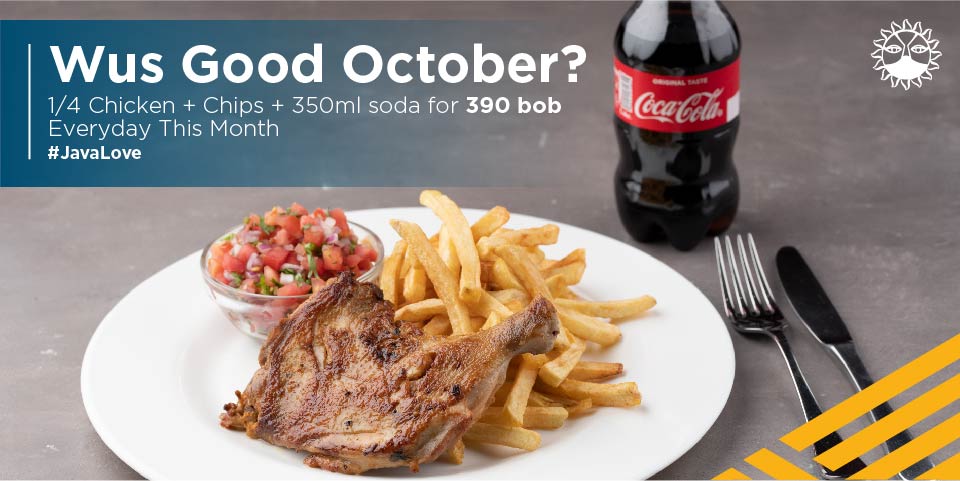 Wus Good October?
1/4 Chicken + Chips + 350ml soda for 390 bob
Everyday This Month
#JavaLove
ORIGINAL TASTE
Coca-Cola